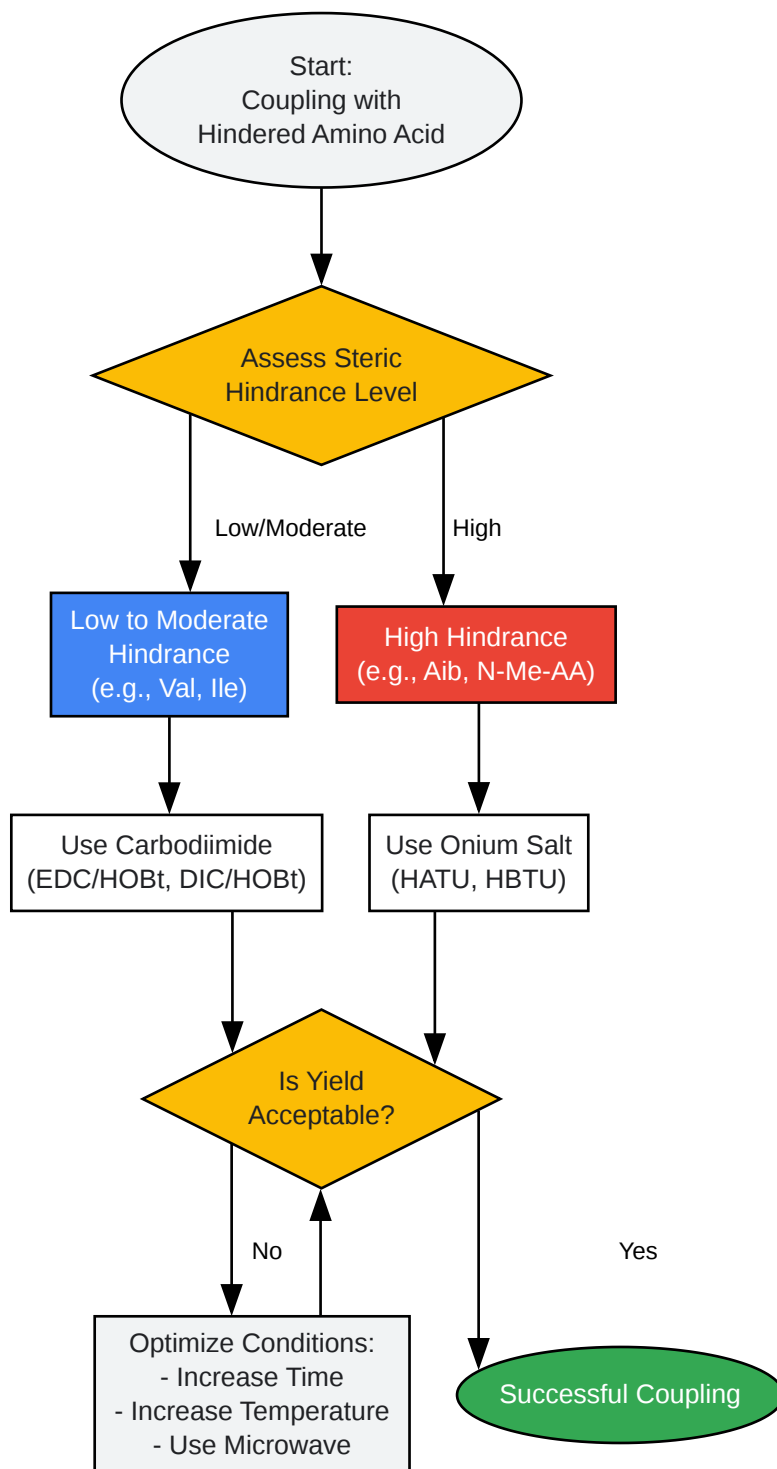 Start:
Coupling with
Hindered Amino Acid
Assess Steric
Hindrance Level
Low/Moderate
High
Low to Moderate
Hindrance
(e.g., Val, Ile)
High Hindrance
(e.g., Aib, N-Me-AA)
Use Carbodiimide
(EDC/HOBt, DIC/HOBt)
Use Onium Salt
(HATU, HBTU)
Is Yield
Acceptable?
No
Yes
Optimize Conditions:
- Increase Time
- Increase Temperature
- Use Microwave
Successful Coupling